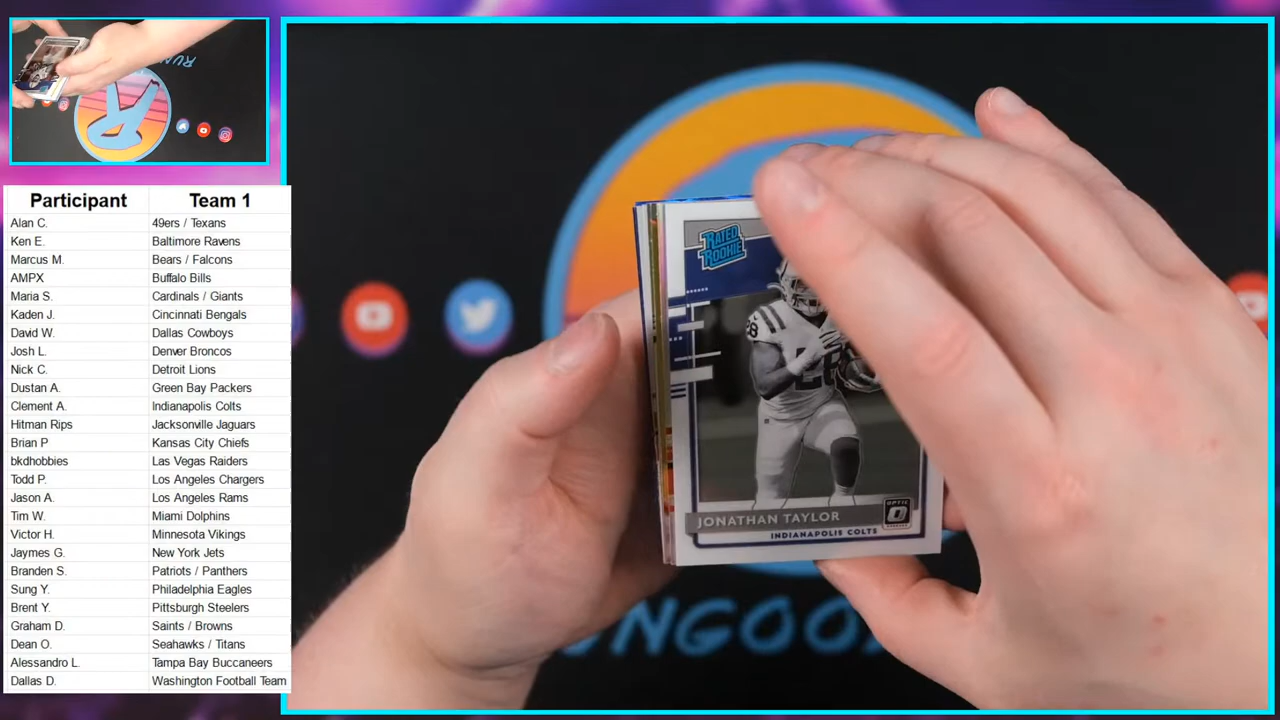 Participant Team 1
Alan C. 49ers / Texans
Ken E. Baltimore Ravens
Marcus M. Bears / Falcons
AMPX Buffalo Bills
Maria S. Cardinals / Giants
Kaden J. Cincinnati Bengals
David W. Dallas Cowboys
Josh L. Denver Broncos
Nick C. Detroit Lions
Dustan A. Green Bay Packers
Clement A. Indianapolis Colts
Hitman Rips Jacksonville Jaguars
Brian P Kansas City Chiefs
bkdhobbies Las Vegas Raiders
Todd P. Los Angeles Chargers
Jason A. Los Angeles Rams
Tim W. Miami Dolphins
Victor H. Minnesota Vikings
Jaymes G. New York Jets
Branden S. Patriots / Panthers
Sung Y. Philadelphia Eagles
Brent Y. Pittsburgh Steelers
Graham D. Saints / Browns
Dean O. Seahawks / Titans
Alessandro L. Tampa Bay Buccaneers
Dallas D. Washington Football Team
RATED
ROOKIE
28
JONATHAN TAYLOR
OPTIC
INDIANAPOLIS COLTS